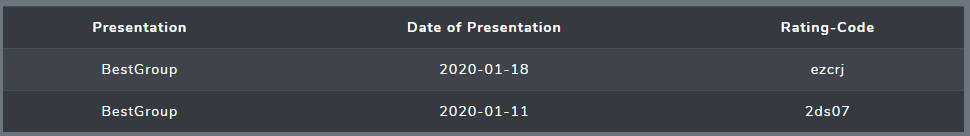 Presentation Date of Presentation Rating-Code
BestGroup 2020-01-18 ezcrj
BestGroup 2020-01-11 2ds07